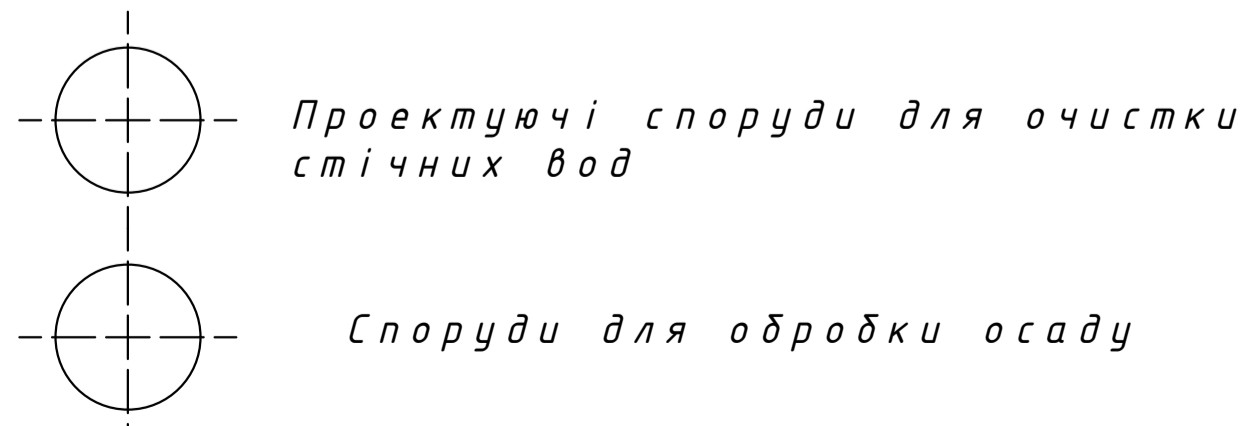 Проектуючі споруди для очистки
стічних вод
Споруди для обробки осаду